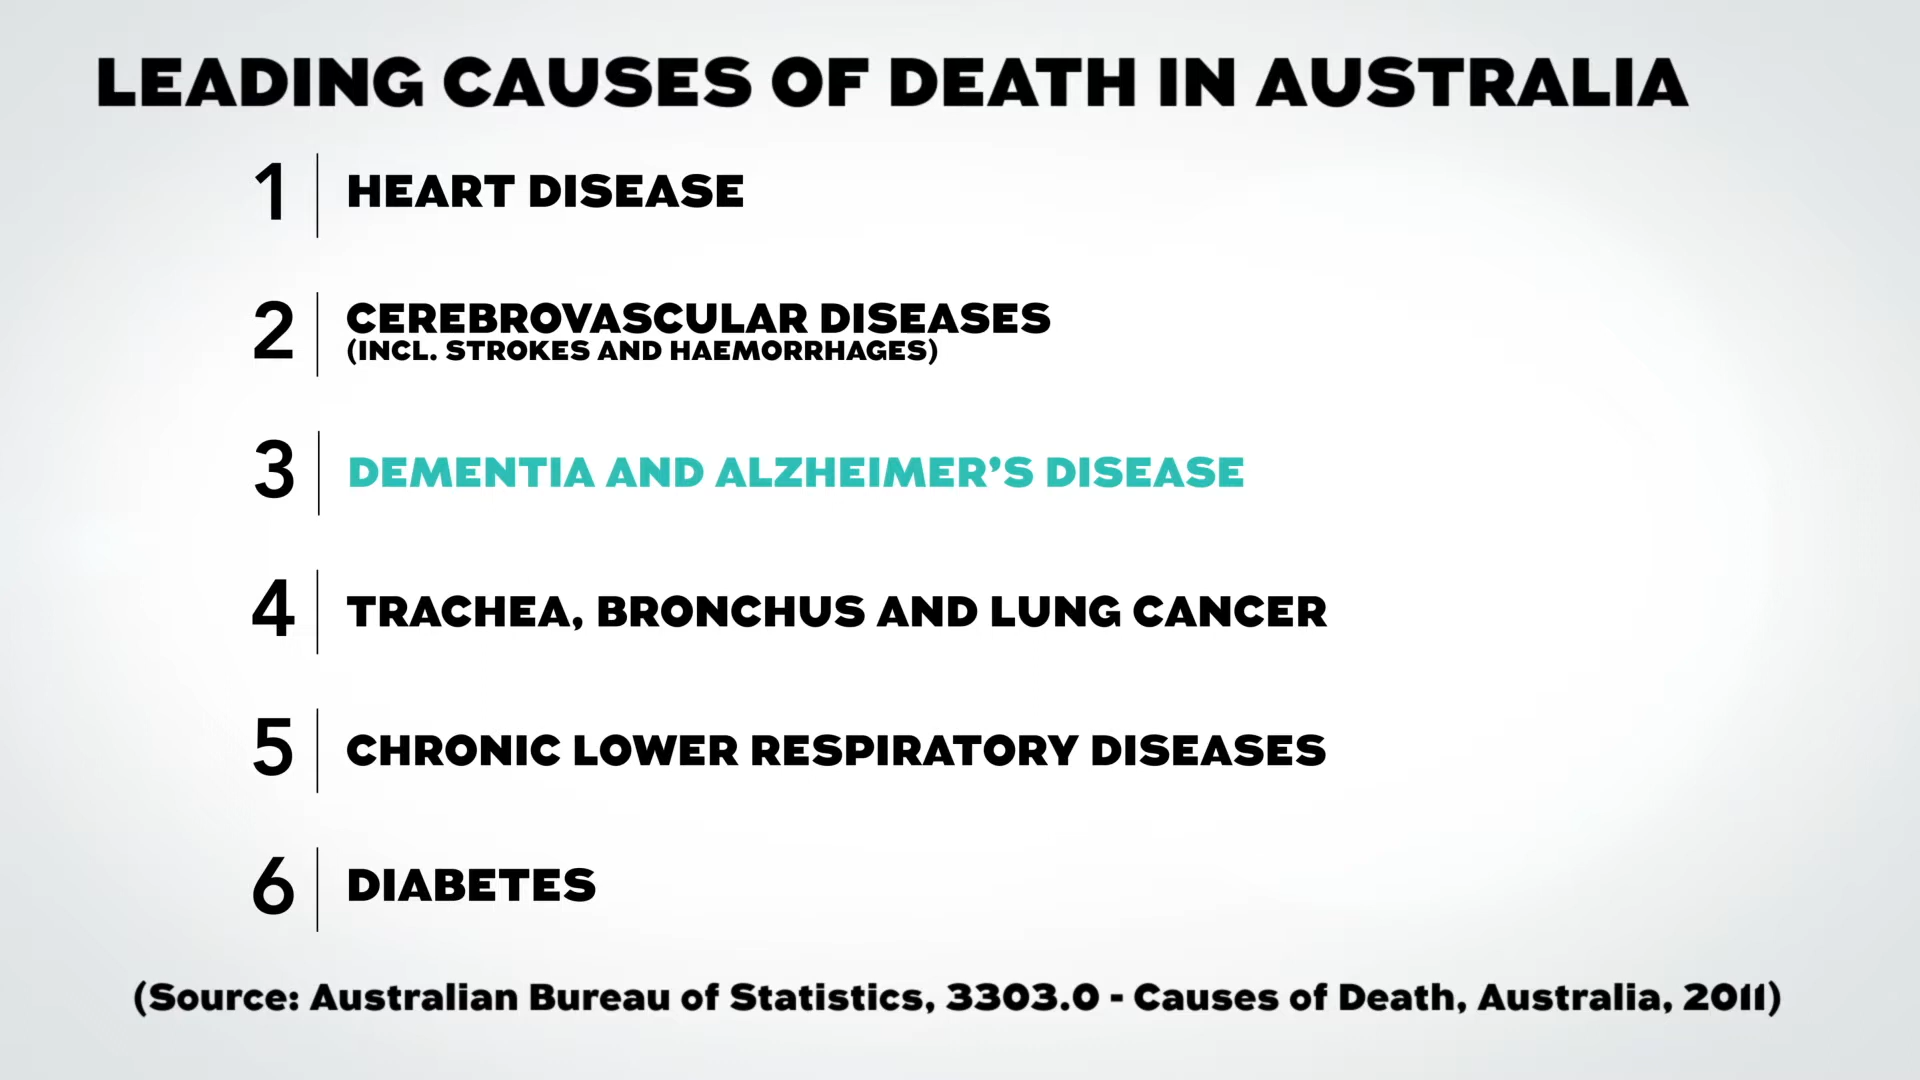 LEADING CAUSES OF DEATH IN AUSTRALIA
1 HEART DISEASE
2 CEREBROVASCULAR DISEASES
(INCL. STROKES AND HAEMORRHAGES)
3 DEMENTIA AND ALZHEIMER’S DISEASE
4 TRACHEA, BRONCHUS AND LUNG CANCER
5 CHRONIC LOWER RESPIRATORY DISEASES
6 DIABETES
(Source: Australian Bureau of Statistics, 3303.0 - Causes of Death, Australia, 2011)